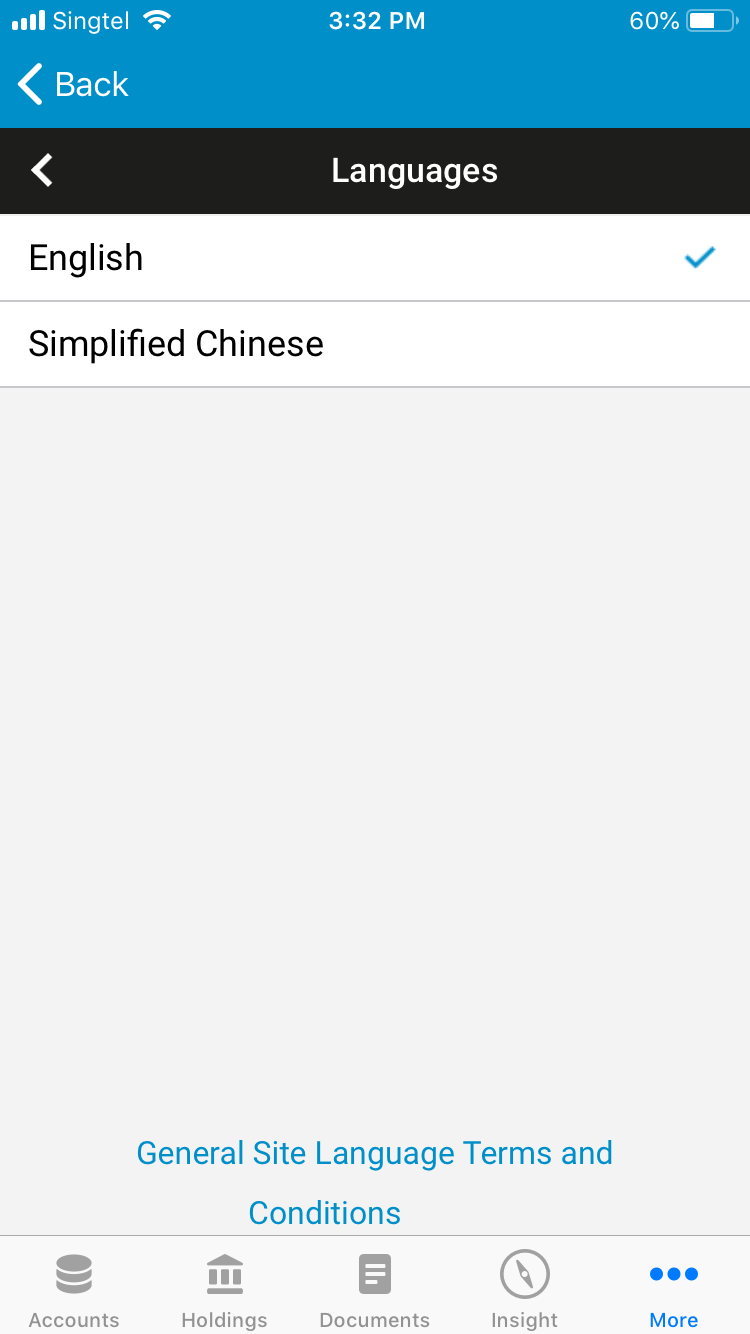 Singtel 3:32 PM 60%
Back
Languages
English
Simplified Chinese
General Site Language Terms and
Conditions
Accounts Holdings Documents Insight More